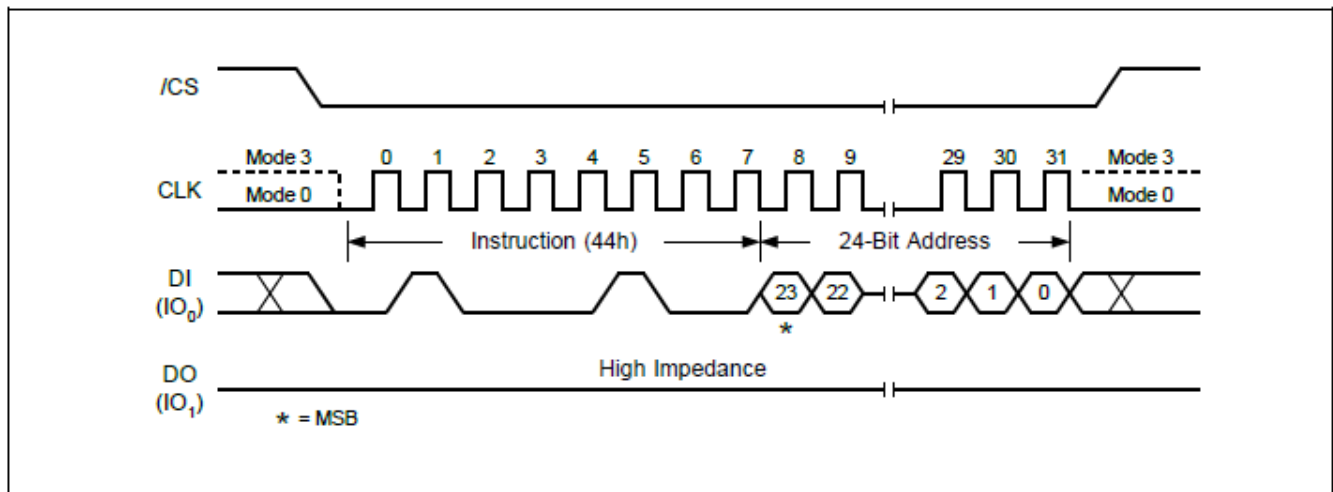 /CS
Mode 3 0 1 2 3 4 5 6 7 8 9 29 30 31 Mode 3
CLK
Mode 0 Mode 0
Instruction (44h) 24-Bit Address
DI
(IO0)
23 22 2 1 0
*
High Impedance
DO
(IO1)
* = MSB